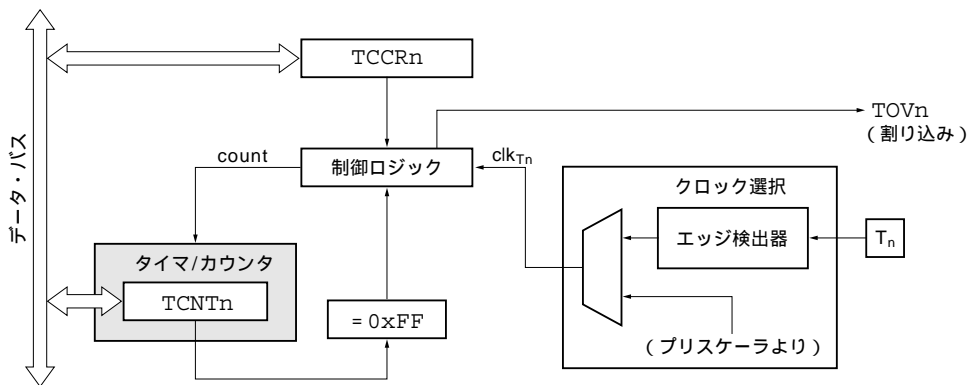 TCCRn
TOVn
(割り込み)
データ・バス
count
制御ロジック
clkTn
クロック選択
エッジ検出器
Tn
タイマ/カウンタ
TCNTn
= 0xFF
(プリスケーラより)